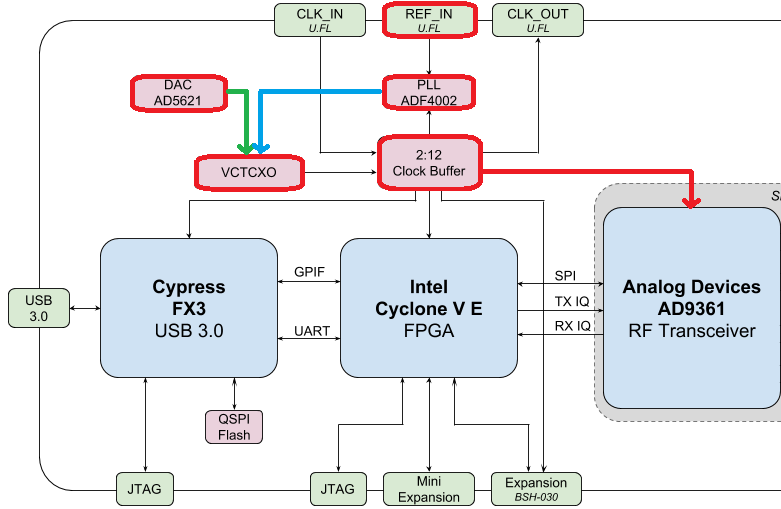 CLK_IN
U.FL
REF_IN
U.FL
CLK_OUT
U.FL
DAC
AD5621
PLL
ADF4002
VCTCXO
2:12
Clock Buffer
Cypress
FX3
USB 3.0
GPIF
UART
Intel
Cyclone V E
FPGA
SPI
TX IQ
RX IQ
Analog Devices
AD9361
RF Transceiver
USB
3.0
QSPI
Flash
JTAG
JTAG
Mini
Expansion
Expansion
BSH-030